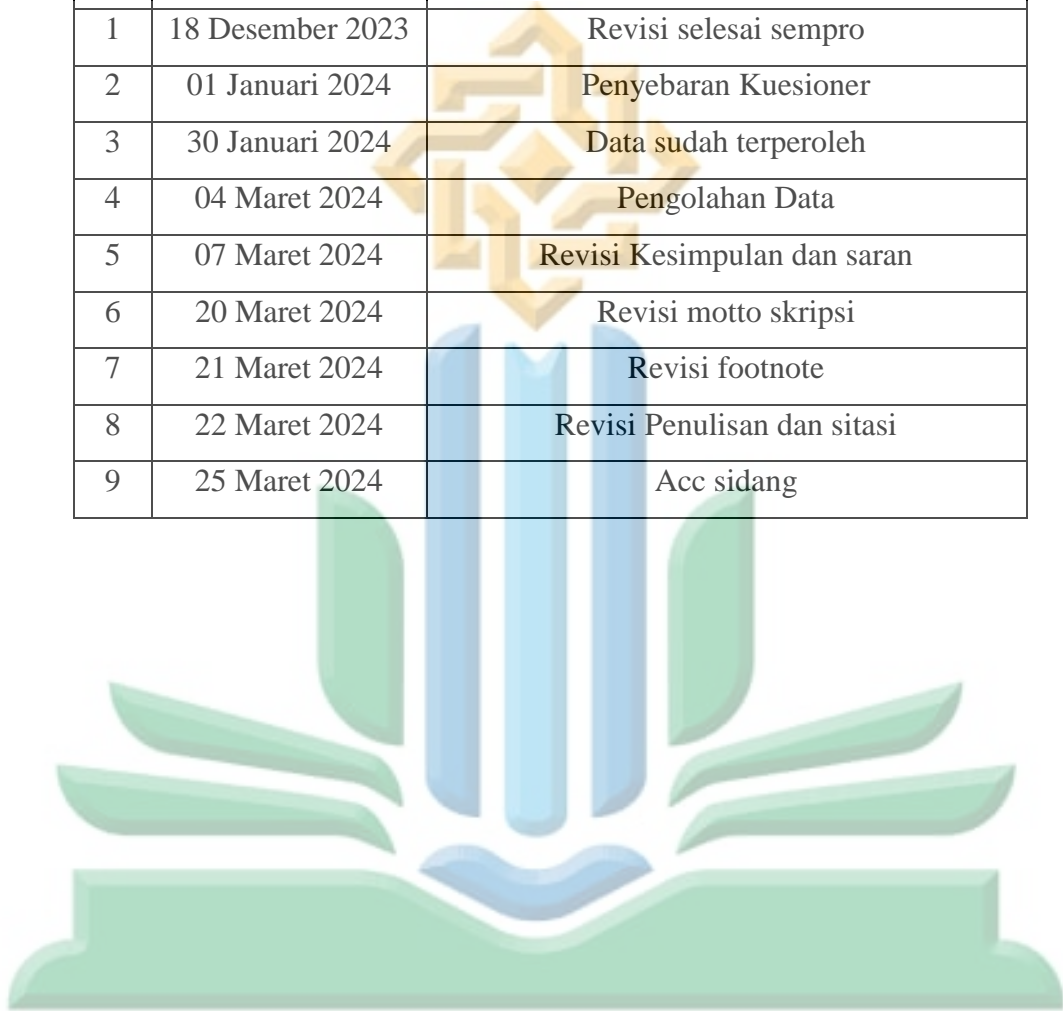 1 18 Desember 2023 Revisi selesai sempro
2 01 Januari 2024 Penyebaran Kuesioner
3 30 Januari 2024 Data sudah terperoleh
4 04 Maret 2024 Pengolahan Data
5 07 Maret 2024 Revisi Kesimpulan dan saran
6 20 Maret 2024 Revisi motto skripsi
7 21 Maret 2024 Revisi footnote
8 22 Maret 2024 Revisi Penulisan dan sitasi
9 25 Maret 2024 Acc sidang